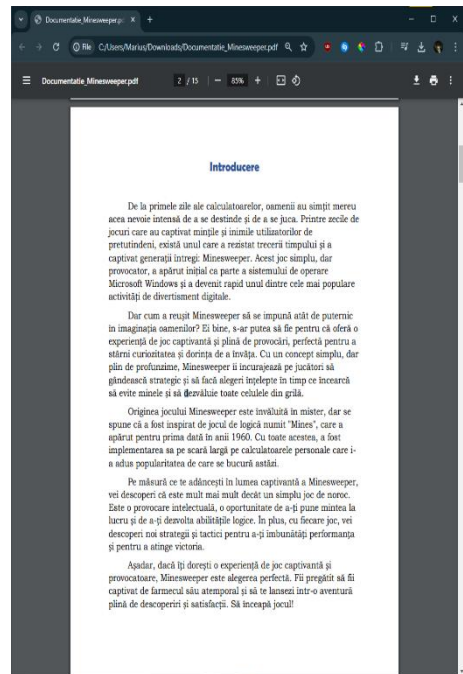 Documentatie_Minesweeper.pdf
File C:/Users/Marius/Downloads/Documentatie_Minesweeper.pdf
Documentatie_Minesweeper.pdf 2 / 15 85%
Introducere
De la primele zile ale calculatoarelor, oamenii au simțit mereu
acea nevoie intensă de a se destinde și de a se juca. Printre zecile de
jocuri care au captivat mințile și inimile utilizatorilor de
pretutindeni, există unul care a rezistat trecerii timpului și a
captivat generații întregi: Minesweeper. Acest joc simplu, dar
provocator, a apărut inițial ca parte a sistemului de operare
Microsoft Windows și a devenit rapid unul dintre cele mai populare
activități de divertisment digitale.
Dar cum a reușit Minesweeper să se impună atât de puternic
în imaginația oamenilor? Ei bine, s-ar putea să fie pentru că oferă o
experiență de joc captivantă și plină de provocări, perfectă pentru a
stârni curiozitatea și dorința de a învăța. Cu un concept simplu, dar
plin de profunzime, Minesweeper îi încurajează pe jucători să
gândească strategic și să facă alegeri înțelepte în timp ce încearcă
să evite minele și să dezvăluie toate celulele din grilă.
Originea jocului Minesweeper este învăluită în mister, dar se
spune că a fost inspirat de jocul de logică numit "Mines", care a
apărut pentru prima dată în anii 1960. Cu toate acestea, a fost
implementarea sa pe scară largă pe calculatoarele personale care i-
a adus popularitatea de care se bucură astăzi.
Pe măsură ce te adâncești în lumea captivantă a Minesweeper,
vei descoperi că este mult mai mult decât un simplu joc de noroc.
Este o provocare intelectuală, o oportunitate de a-ți pune mintea la
lucru și de a-ți dezvolta abilitățile logice. În plus, cu fiecare joc, vei
descoperi noi strategii și tactici pentru a-ți îmbunătăți performanța
și pentru a atinge victoria.
Așadar, dacă îți dorești o experiență de joc captivantă și
provocatoare, Minesweeper este alegerea perfectă. Fii pregătit să fii
captivat de farmecul său atemporal și să te lansezi într-o aventură
plină de descoperiri și satisfacții. Să înceapă jocul!